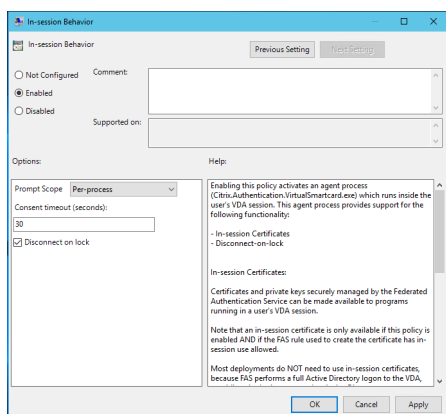 In-session Behavior
In-session Behavior
Previous Setting
Next Setting
Not Configured
Comment:
Enabled
Disabled
Supported on:
Options:
Help:
Prompt Scope
Per-process
Consent timeout (seconds):
30
Disconnect on lock
Enabling this policy activates an agent process
(Citrix.Authentication.VirtualSmartcard.exe) which runs inside the
user's VDA session. This agent process provides support for the
following functionality:
- In-session Certificates
- Disconnect-on-lock
In-session Certificates:
Certificates and private keys securely managed by the Federated
Authentication Service can be made available to programs
running in a user's VDA session.
Note that an in-session certificate is only available if this policy is
enabled AND if the FAS rule used to create the certificate has in-
session use allowed.
Most deployments do NOT need to use in-session certificates,
because FAS performs a full Active Directory logon to the VDA,
OK
Cancel
Apply